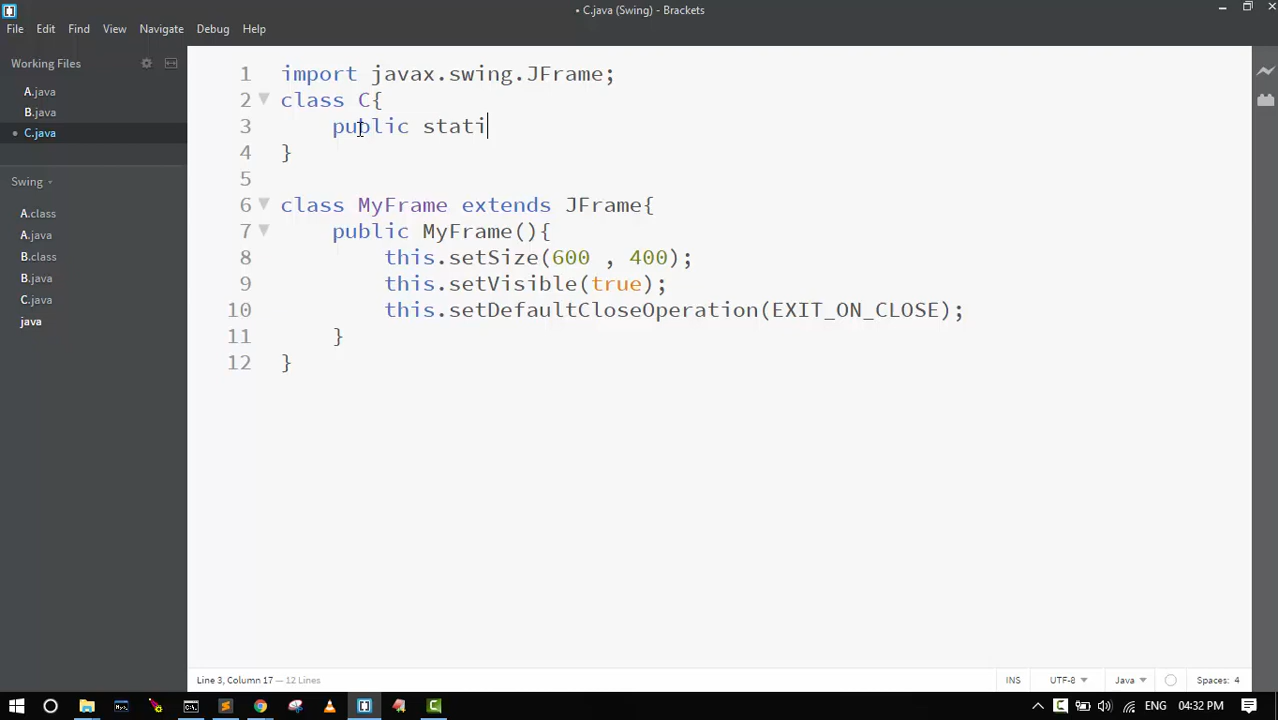 • C.java (Swing) - Brackets
File Edit Find View Navigate Debug Help
Working Files
A.java
B.java
• C.java
Swing
A.class
A.java
B.class
B.java
C.java
java
1 import javax.swing.JFrame;
2 class C{
3 public stati
4 }
5
6 class MyFrame extends JFrame{
7 public MyFrame(){
8 this.setSize(600 , 400);
9 this.setVisible(true);
10 this.setDefaultCloseOperation(EXIT_ON_CLOSE);
11 }
12 }
Line 3, Column 17 — 12 Lines
INS UTF-8 Java Spaces: 4
ENG 04:32 PM